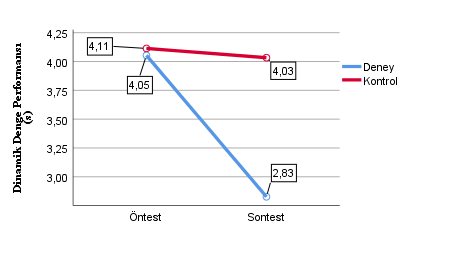 Dinamik Denge Performansı
(s)
4,25
4,00
3,75
3,50
3,25
3,00
4,11
4,05
4,03
2,83
Öntest
Sontest
Deney
Kontrol